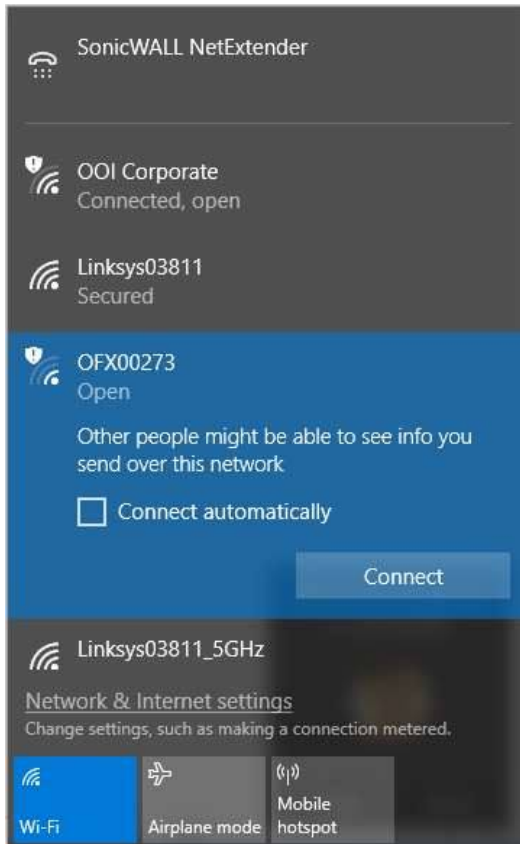 SonicWALL NetExtender
OOI Corporate
Connected, open
Linksys03811
Secured
OFX00273
Open
Other people might be able to see info you
send over this network
Connect automatically
Connect
Linksys03811_5GHz
Network & Internet settings
Change settings, such as making a connection metered.
Wi-Fi
Airplane mode
Mobile
hotspot